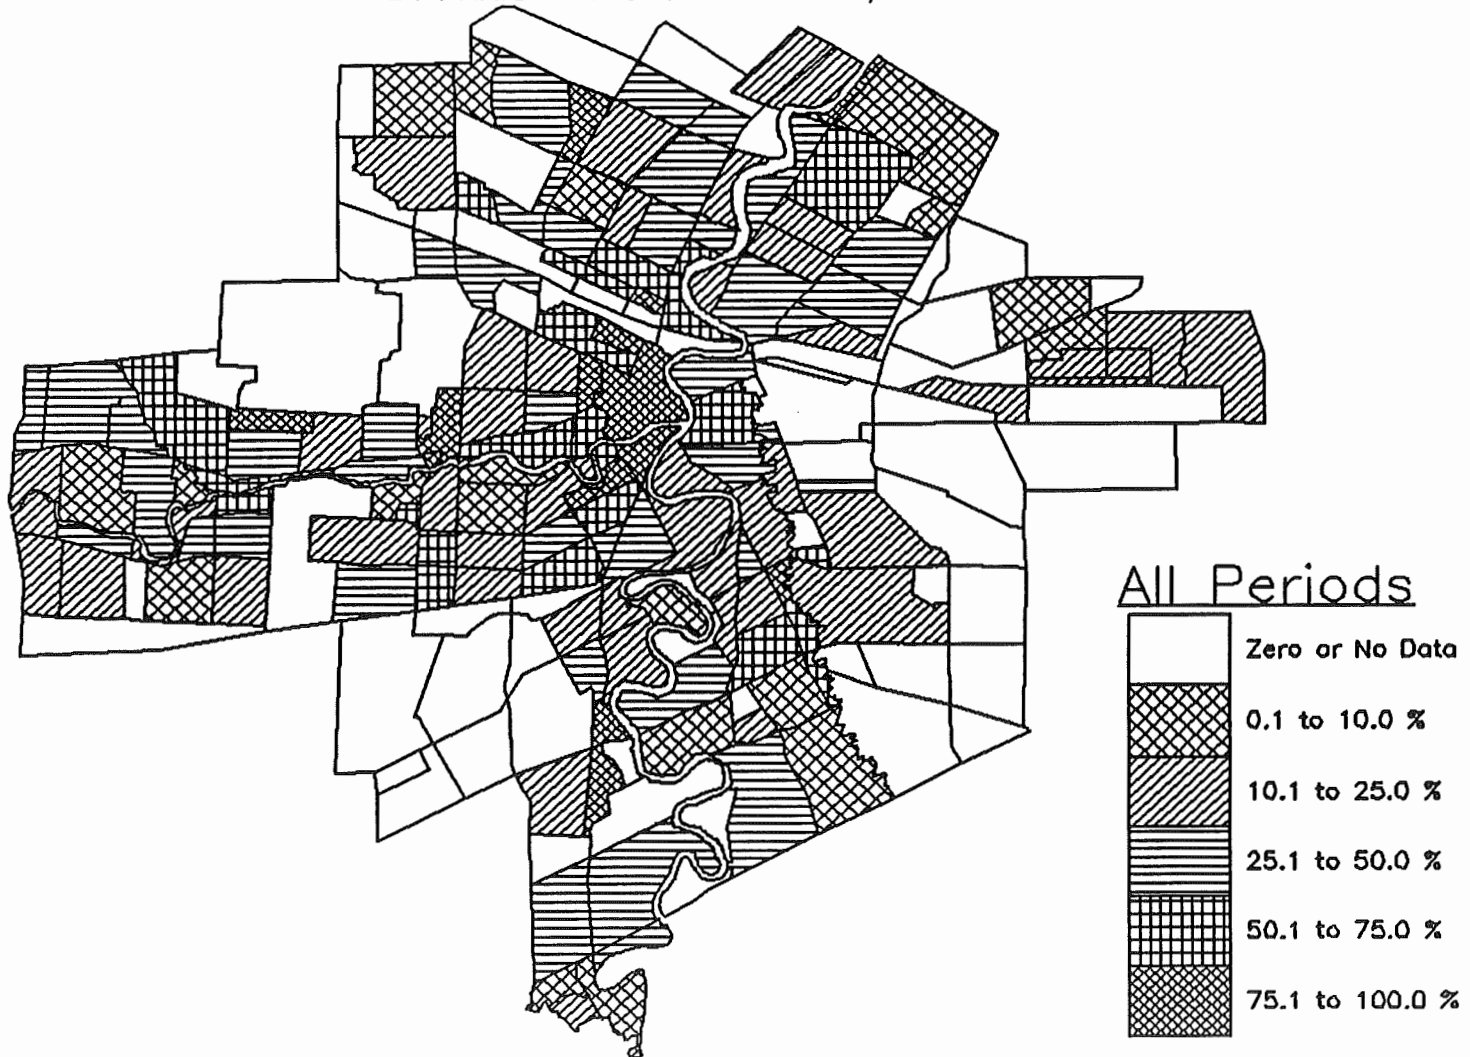 All Periods
Zero or No Data
0.1 to 10.0 %
10.1 to 25.0 %
25.1 to 50.0 %
50.1 to 75.0 %
75.1 to 100.0 %